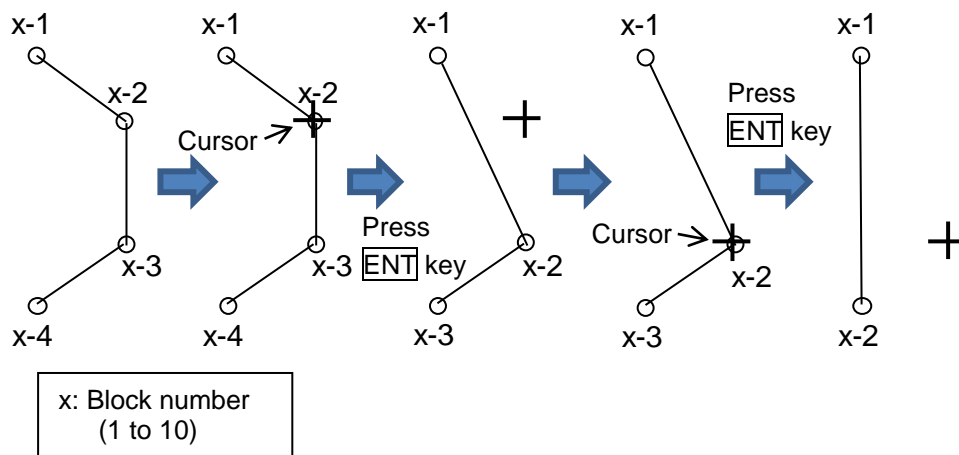 x-1
x-2
x-3
x-4
x-1
x-2
Cursor
x-3
x-4
Press
ENT key
x-1
x-2
x-3
x-1
Cursor
x-2
x-3
Press
ENT key
x-1
x-2
x: Block number
(1 to 10)